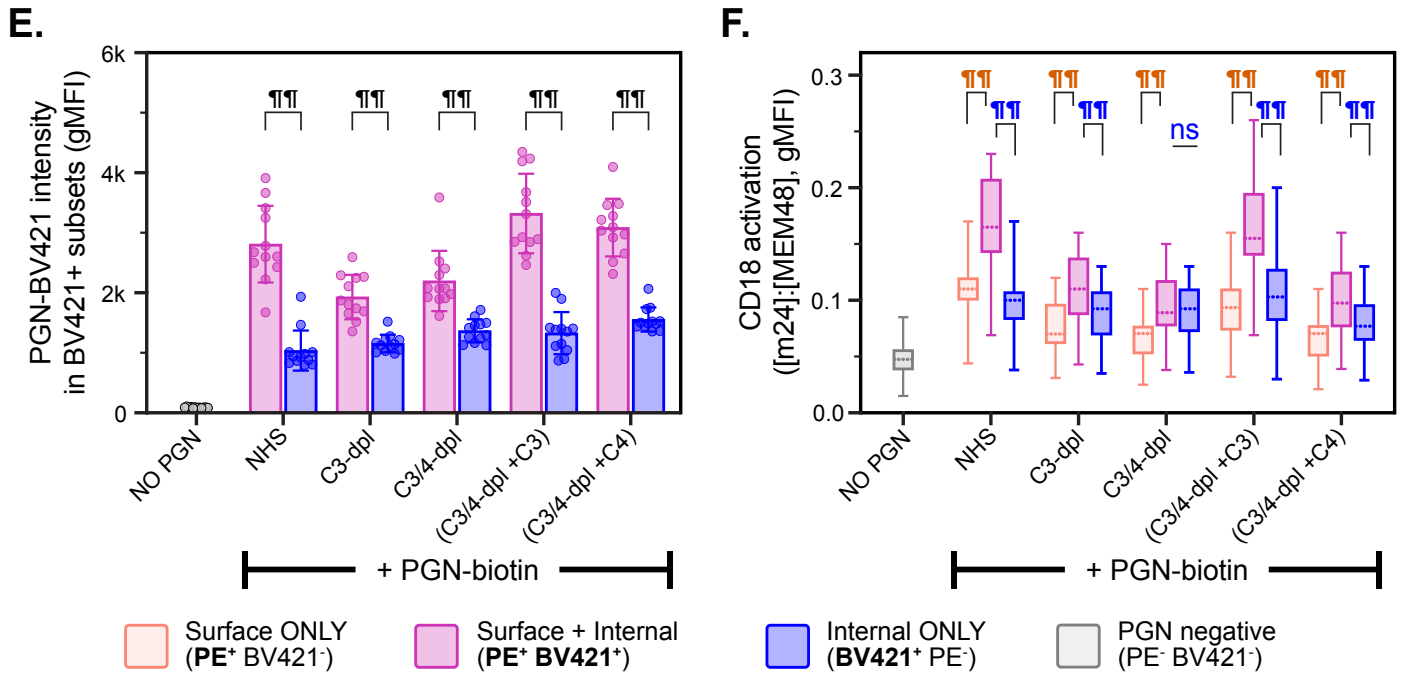 E.
PGN-BV421 intensity
in BV421+ subsets (gMFI)
6k
4k
2k
0
¶¶ ¶¶ ¶¶ ¶¶ ¶¶
NO PGN
NHS
C3-dpl
C3/4-dpl
(C3/4-dpl +C3)
(C3/4-dpl +C4)
+ PGN-biotin
F.
CD18 activation
([m24]:[MEM48], gMFI)
0.3
0.2
0.1
0.0
¶¶ ¶¶ ¶¶ ¶¶ ¶¶
¶¶ ¶¶ ns ¶¶ ¶¶
NO PGN
NHS
C3-dpl
C3/4-dpl
(C3/4-dpl +C3)
(C3/4-dpl +C4)
+ PGN-biotin
Surface ONLY
(PE⁺ BV421⁻)
Surface + Internal
(PE⁺ BV421⁺)
Internal ONLY
(BV421⁺ PE⁻)
PGN negative
(PE⁻ BV421⁻)